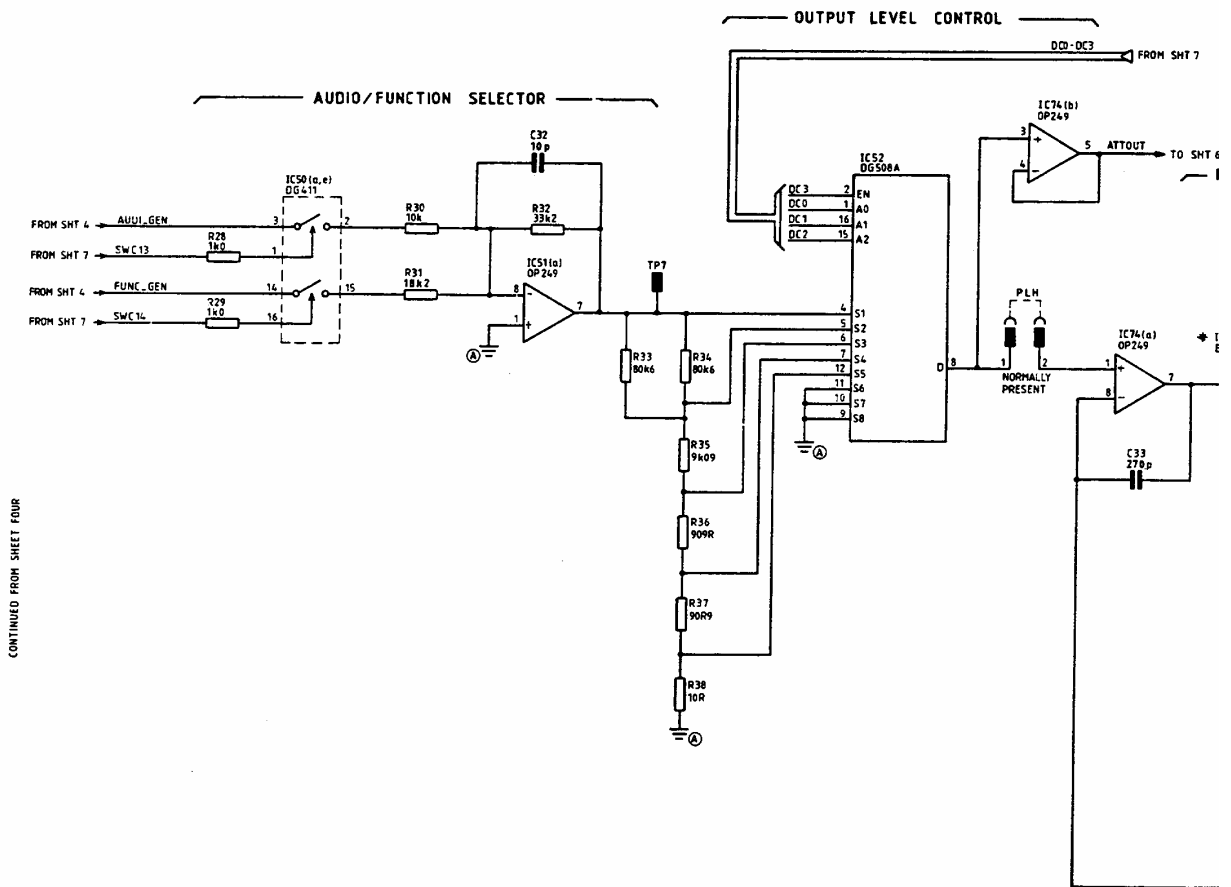 OUTPUT LEVEL CONTROL
DC0-DC3
FROM SHT 7
AUDIO/FUNCTION SELECTOR
C32
10p
IC74(b)
OP249
3
+
5
ATTOUT
TO SHT 6
4
-
IC52
DG508A
DC3
2
EN
DC0
1
A0
DC1
16
A1
DC2
15
A2
IC50(a,e)
DG411
R30
10k
R32
33k2
FROM SHT 4
AUDI_GEN
3
2
R28
1k0
FROM SHT 7
SWC13
1
IC51(a)
OP249
TP7
R31
18k2
FROM SHT 4
FUNC_GEN
14
15
8
-
7
R29
1k0
FROM SHT 7
SWC14
16
1
+
A
4
S1
5
S2
6
S3
7
S4
12
S5
11
S6
10
S7
9
S8
D
8
A
PLH
1
2
NORMALLY
PRESENT
IC74(a)
OP249
1
+
7
8
-
*
R33
80k6
R34
80k6
R35
9k09
C33
270p
R36
909R
R37
90R9
R38
10R
A
CONTINUED FROM SHEET FOUR